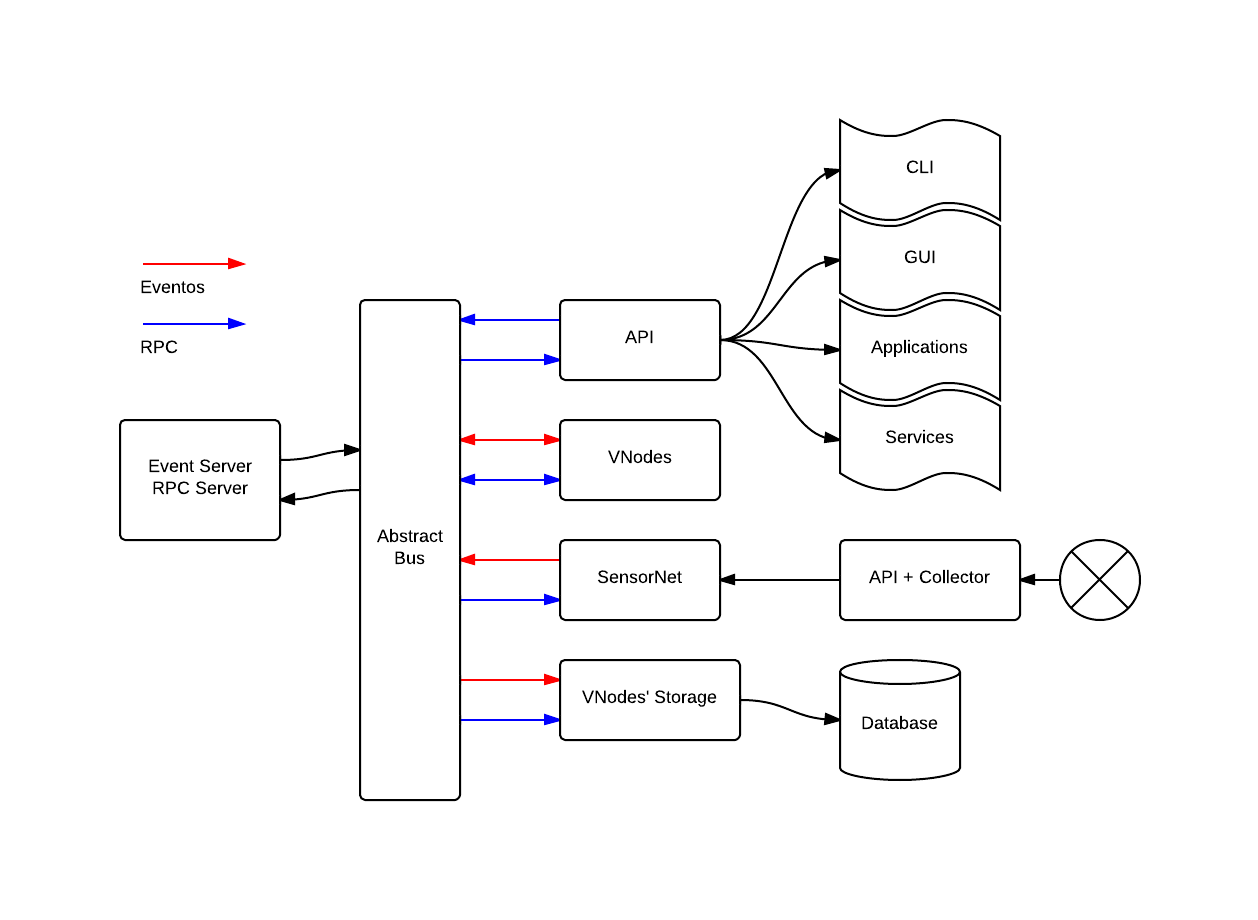 Eventos
RPC
Event Server
RPC Server
Abstract
Bus
API
VNodes
SensorNet
VNodes' Storage
CLI
GUI
Applications
Services
API + Collector
Database